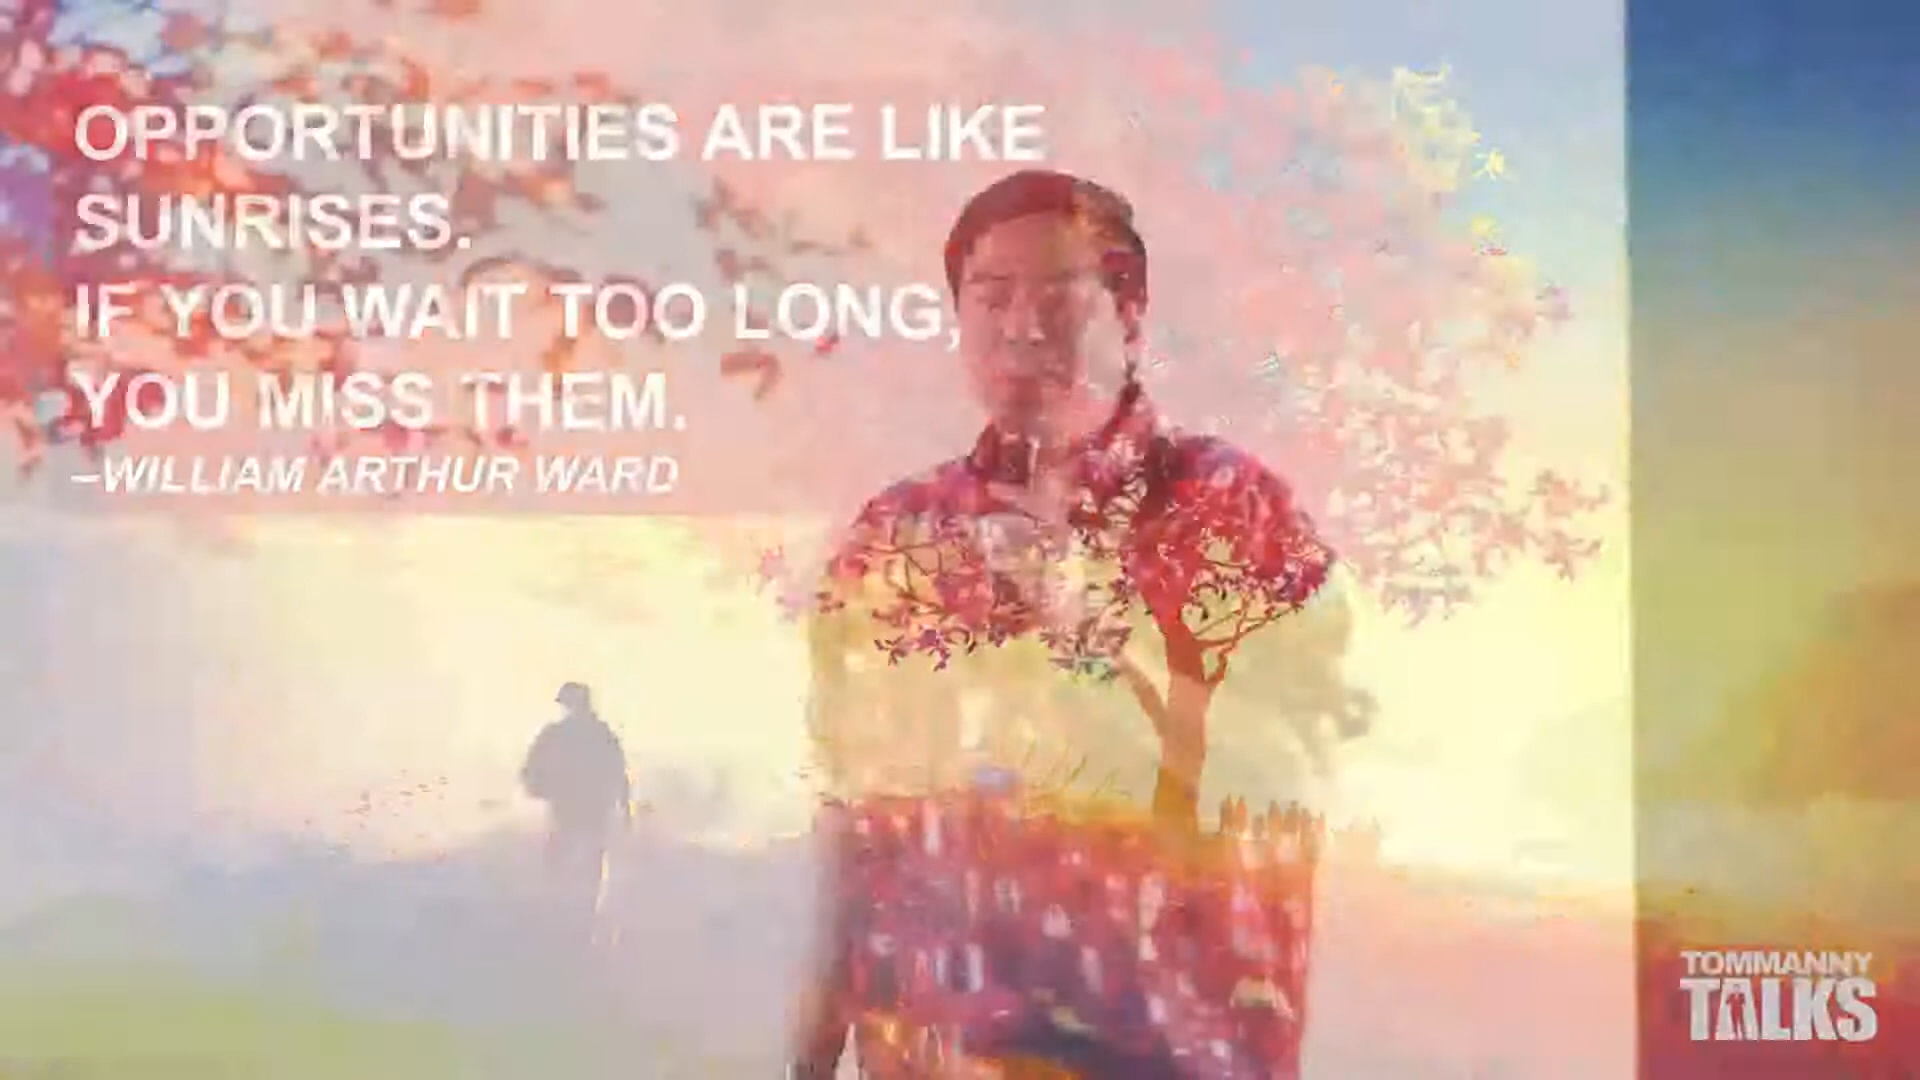 OPPORTUNITIES ARE LIKE
SUNRISES.
IF YOU WAIT TOO LONG,
YOU MISS THEM.
–WILLIAM ARTHUR WARD
TOMMANNY
TALKS